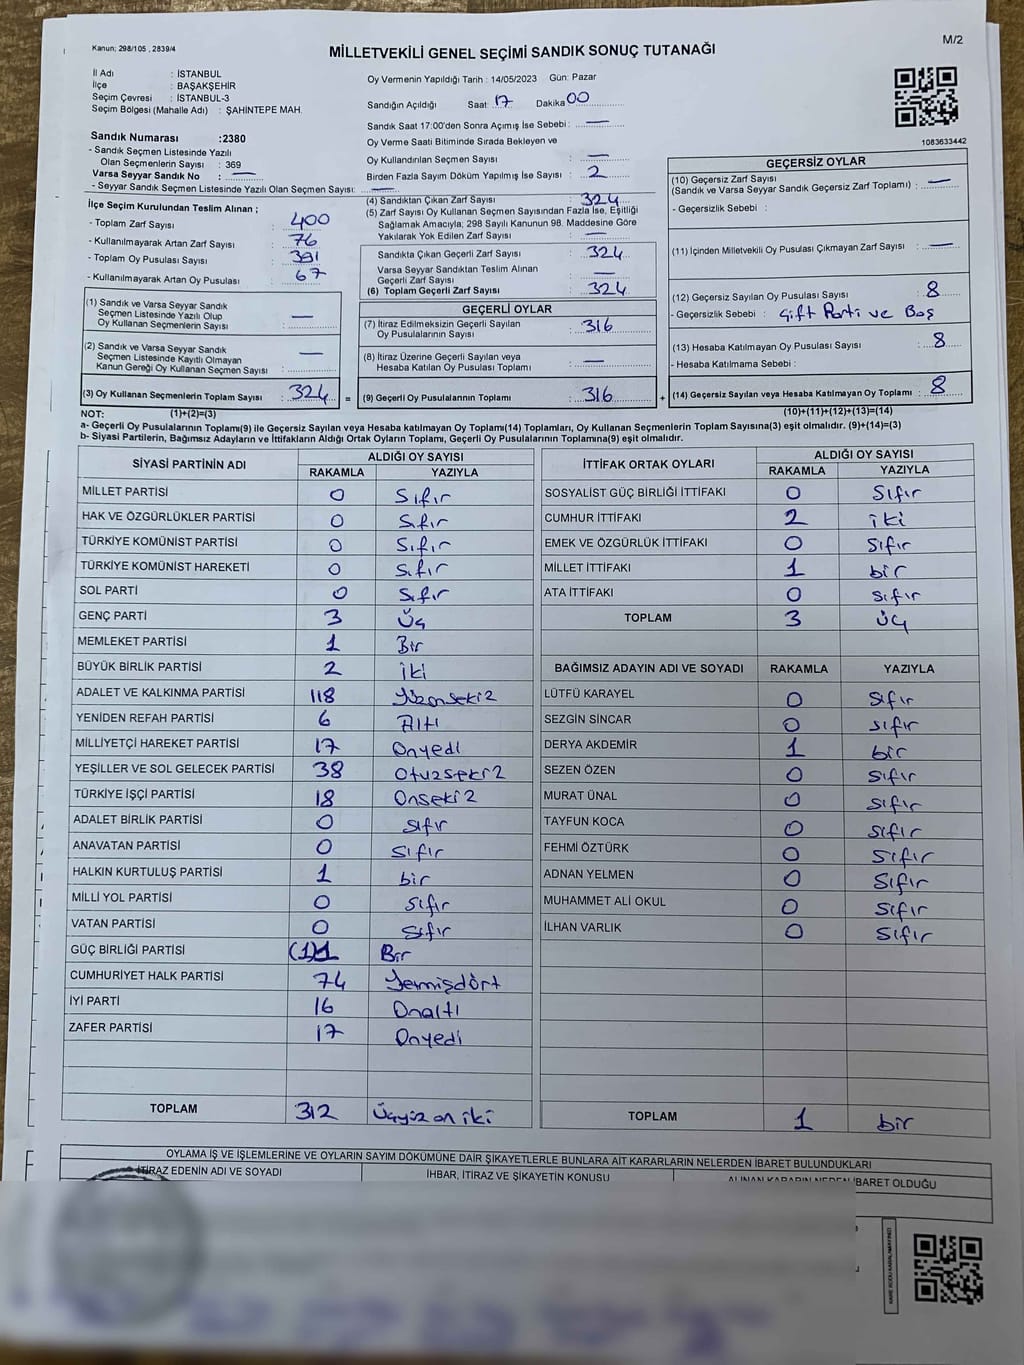 Kanun; 298/105 , 2839/4
M/2
MİLLETVEKİLİ GENEL SEÇİMİ SANDIK SONUÇ TUTANAĞI
İl Adı : İSTANBUL
İlçe : BAŞAKŞEHİR
Seçim Çevresi : İSTANBUL-3
Seçim Bölgesi (Mahalle Adı) : ŞAHİNTEPE MAH.
Sandık Numarası :2380
- Sandık Seçmen Listesinde Yazılı
Olan Seçmenlerin Sayısı : 369
Varsa Seyyar Sandık No : —
- Seyyar Sandık Seçmen Listesinde Yazılı Olan Seçmen Sayısı: —
İlçe Seçim Kurulundan Teslim Alınan ;
- Toplam Zarf Sayısı : 400
- Kullanılmayarak Artan Zarf Sayısı : 76
- Toplam Oy Pusulası Sayısı : 391
- Kullanılmayarak Artan Oy Pusulası : 67
(1) Sandık ve Varsa Seyyar Sandık
Seçmen Listesinde Yazılı Olup
Oy Kullanan Seçmenlerin Sayısı : —
(2) Sandık ve Varsa Seyyar Sandık
Seçmen Listesinde Kayıtlı Olmayan
Kanun Gereği Oy Kullanan Seçmen Sayısı : —
(3) Oy Kullanan Seçmenlerin Toplam Sayısı : 324 =
Oy Vermenin Yapıldığı Tarih : 14/05/2023 Gün: Pazar
Sandığın Açıldığı Saat: 17 Dakika 00
Sandık Saat 17:00'den Sonra Açımış İse Sebebi : —
Oy Verme Saati Bitiminde Sırada Bekleyen ve
Oy Kullandırılan Seçmen Sayısı : —
Birden Fazla Sayım Döküm Yapılmış İse Sayısı : 2
(4) Sandıktan Çıkan Zarf Sayısı : 324
(5) Zarf Sayısı Oy Kullanan Seçmen Sayısından Fazla İse, Eşitliği
Sağlamak Amacıyla; 298 Sayılı Kanunun 98. Maddesine Göre
Yakılarak Yok Edilen Zarf Sayısı : —
Sandıkta Çıkan Geçerli Zarf Sayısı : 324
Varsa Seyyar Sandıktan Teslim Alınan
Geçerli Zarf Sayısı : —
(6) Toplam Geçerli Zarf Sayısı : 324
GEÇERLİ OYLAR
(7) İtiraz Edilmeksizin Geçerli Sayılan
Oy Pusulalarının Sayısı : 316
(8) İtiraz Üzerine Geçerli Sayılan veya
Hesaba Katılan Oy Pusulası Toplamı : —
(9) Geçerli Oy Pusulalarının Toplamı : 316 +
1083633442
GEÇERSİZ OYLAR
(10) Geçersiz Zarf Sayısı
(Sandık ve Varsa Seyyar Sandık Geçersiz Zarf Toplamı) : —
- Geçersizlik Sebebi :
(11) İçinden Milletvekili Oy Pusulası Çıkmayan Zarf Sayısı : —
(12) Geçersiz Sayılan Oy Pusulası Sayısı : 8
- Geçersizlik Sebebi : Çift Parti ve Boş
(13) Hesaba Katılmayan Oy Pusulası Sayısı : 8
- Hesaba Katılmama Sebebi :
(14) Geçersiz Sayılan veya Hesaba Katılmayan Oy Toplamı : 8
NOT: (1)+(2)=(3) (10)+(11)+(12)+(13)=(14)
a- Geçerli Oy Pusulalarının Toplamı(9) ile Geçersiz Sayılan veya Hesaba katılmayan Oy Toplamı(14) Toplamları, Oy Kullanan Seçmenlerin Toplam Sayısına(3) eşit olmalıdır. (9)+(14)=(3)
b- Siyasi Partilerin, Bağımsız Adayların ve İttifakların Aldığı Ortak Oyların Toplamı, Geçerli Oy Pusulalarının Toplamına(9) eşit olmalıdır.
SİYASİ PARTİNİN ADI ALDIĞI OY SAYISI
RAKAMLA YAZIYLA
MİLLET PARTİSİ 0 Sıfır
HAK VE ÖZGÜRLÜKLER PARTİSİ 0 Sıfır
TÜRKİYE KOMÜNİST PARTİSİ 0 Sıfır
TÜRKİYE KOMÜNİST HAREKETİ 0 Sıfır
SOL PARTİ 0 Sıfır
GENÇ PARTİ 3 Üç
MEMLEKET PARTİSİ 1 Bir
BÜYÜK BİRLİK PARTİSİ 2 İki
ADALET VE KALKINMA PARTİSİ 118 Yüzonseki2
YENİDEN REFAH PARTİSİ 6 Altı
MİLLİYETÇİ HAREKET PARTİSİ 17 Onyedi
YEŞİLLER VE SOL GELECEK PARTİSİ 38 Otuzseki2
TÜRKİYE İŞÇİ PARTİSİ 18 Onseki2
ADALET BİRLİK PARTİSİ 0 sıfır
ANAVATAN PARTİSİ 0 sıfır
HALKIN KURTULUŞ PARTİSİ 1 bir
MİLLİ YOL PARTİSİ 0 sıfır
VATAN PARTİSİ 0 sıfır
GÜÇ BİRLİĞİ PARTİSİ (1)1 Bir
CUMHURİYET HALK PARTİSİ 74 Yetmişdört
İYİ PARTİ 16 Onaltı
ZAFER PARTİSİ 17 Onyedi
TOPLAM 312 Üçyüz on iki
İTTİFAK ORTAK OYLARI ALDIĞI OY SAYISI
RAKAMLA YAZIYLA
SOSYALİST GÜÇ BİRLİĞİ İTTİFAKI 0 Sıfır
CUMHUR İTTİFAKI 2 iki
EMEK VE ÖZGÜRLÜK İTTİFAKI 0 Sıfır
MİLLET İTTİFAKI 1 bir
ATA İTTİFAKI 0 sıfır
TOPLAM 3 üç
BAĞIMSIZ ADAYIN ADI VE SOYADI RAKAMLA YAZIYLA
LÜTFÜ KARAYEL 0 sıfır
SEZGİN SİNCAR 0 sıfır
DERYA AKDEMİR 1 bir
SEZEN ÖZEN 0 sıfır
MURAT ÜNAL 0 sıfır
TAYFUN KOCA 0 sıfır
FEHMİ ÖZTÜRK 0 sıfır
ADNAN YELMEN 0 sıfır
MUHAMMET ALİ OKUL 0 sıfır
İLHAN VARLIK 0 sıfır
TOPLAM 1 bir
OYLAMA İŞ VE İŞLEMLERİNE VE OYLARIN SAYIM DÖKÜMÜNE DAİR ŞİKAYETLERLE BUNLARA AİT KARARLARIN NELERDEN İBARET BULUNDUKLARI
İTİRAZ EDENİN ADI VE SOYADI İHBAR, İTİRAZ VE ŞİKAYETİN KONUSU ALINAN KARARIN NEDEN İBARET OLDUĞU